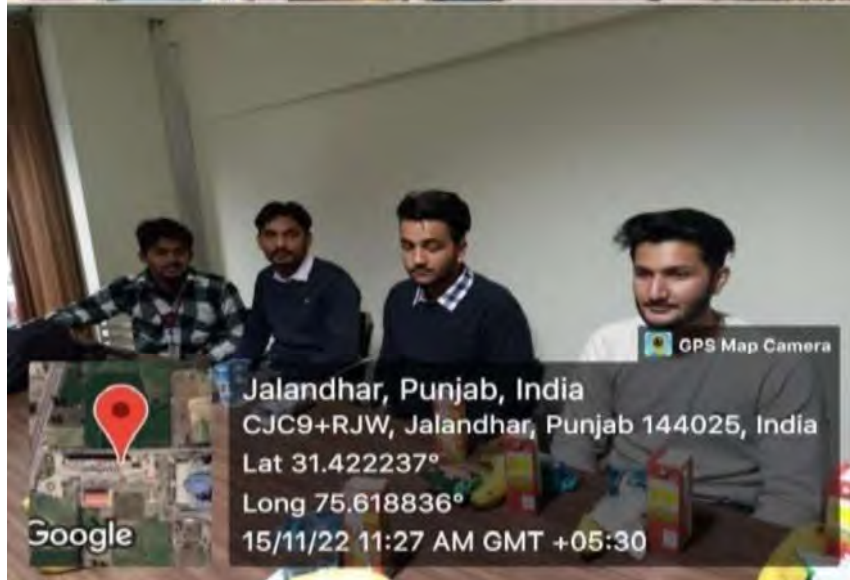 GPS Map Camera
Jalandhar, Punjab, India
CJC9+RJW, Jalandhar, Punjab 144025, India
Lat 31.422237°
Long 75.618836°
15/11/22 11:27 AM GMT +05:30
Google